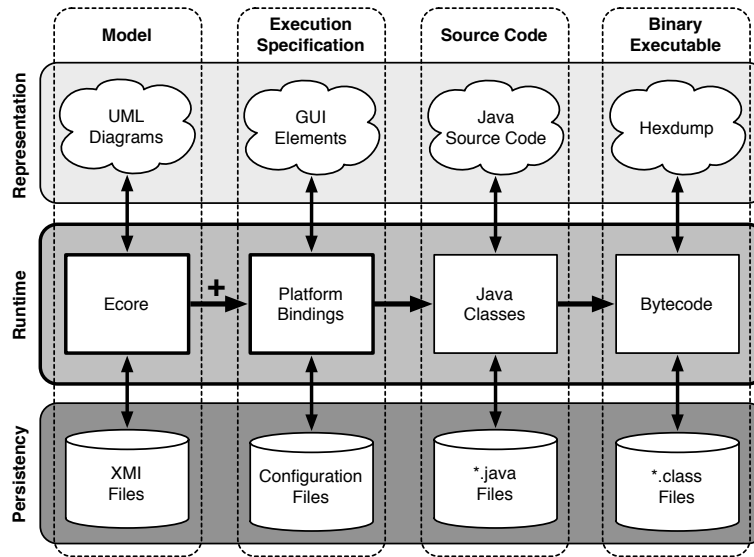 Model
Execution
Specification
Source Code
Binary
Executable
Representation
UML
Diagrams
GUI
Elements
Java
Source Code
Hexdump
Runtime
Ecore
+
Platform
Bindings
Java
Classes
Bytecode
Persistency
XMI
Files
Configuration
Files
*.java
Files
*.class
Files